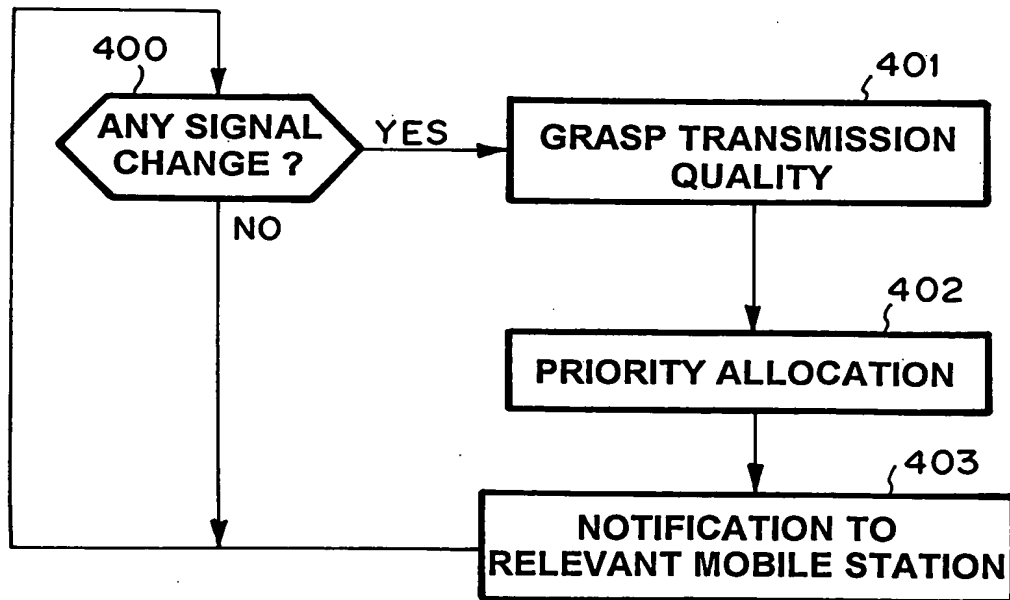 400
ANY SIGNAL
CHANGE ?
YES
NO
401
GRASP TRANSMISSION
QUALITY
402
PRIORITY ALLOCATION
403
NOTIFICATION TO
RELEVANT MOBILE STATION